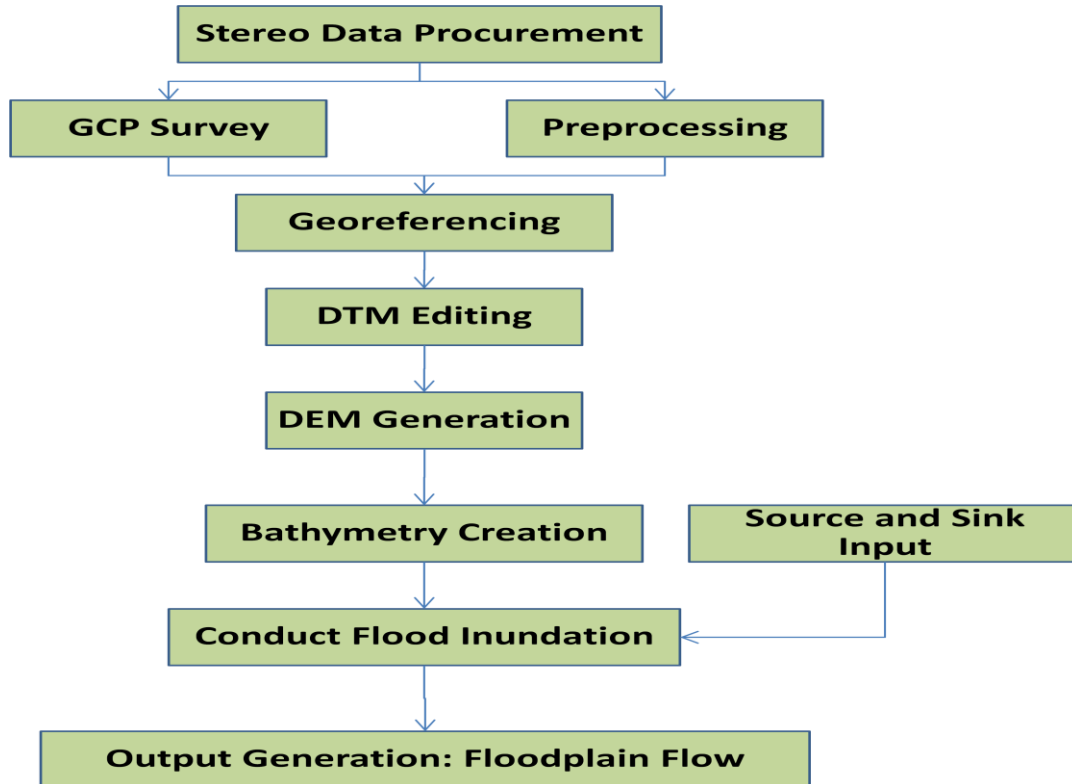 Stereo Data Procurement
GCP Survey
Preprocessing
Georeferencing
DTM Editing
DEM Generation
Bathymetry Creation
Source and Sink
Input
Conduct Flood Inundation
Output Generation: Floodplain Flow